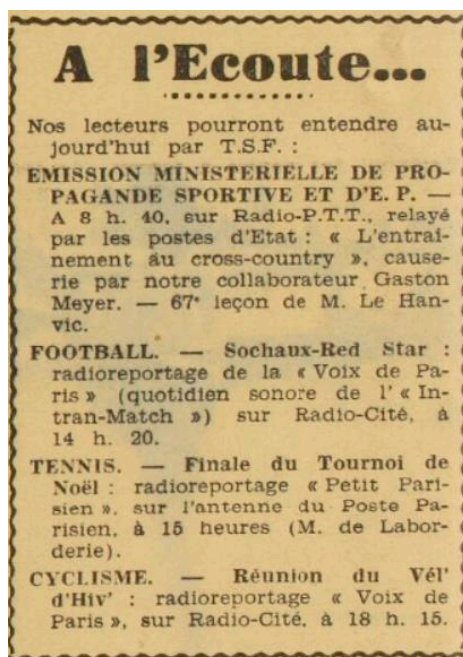 A l'Ecoute...
Nos lecteurs pourront entendre au-
jourd'hui par T.S.F. :
EMISSION MINISTERIELLE DE PRO-
PAGANDE SPORTIVE ET D'E. P. —
A 8 h. 40, sur Radio-P.T.T., relayé
par les postes d'Etat : « L'entraî-
nement au cross-country », cause-
rie par notre collaborateur Gaston
Meyer. — 67e leçon de M. Le Han-
vic.
FOOTBALL. — Sochaux-Red Star :
radioreportage de la « Voix de Pa-
ris » (quotidien sonore de l' « In-
tran-Match ») sur Radio-Cité, à
14 h. 20.
TENNIS. — Finale du Tournoi de
Noël : radioreportage « Petit Pari-
sien », sur l'antenne du Poste Pa-
risien, à 15 heures (M. de Labor-
derie).
CYCLISME. — Réunion du Vél'
d'Hiv' : radioreportage « Voix de
Paris », sur Radio-Cité, à 18 h. 15.